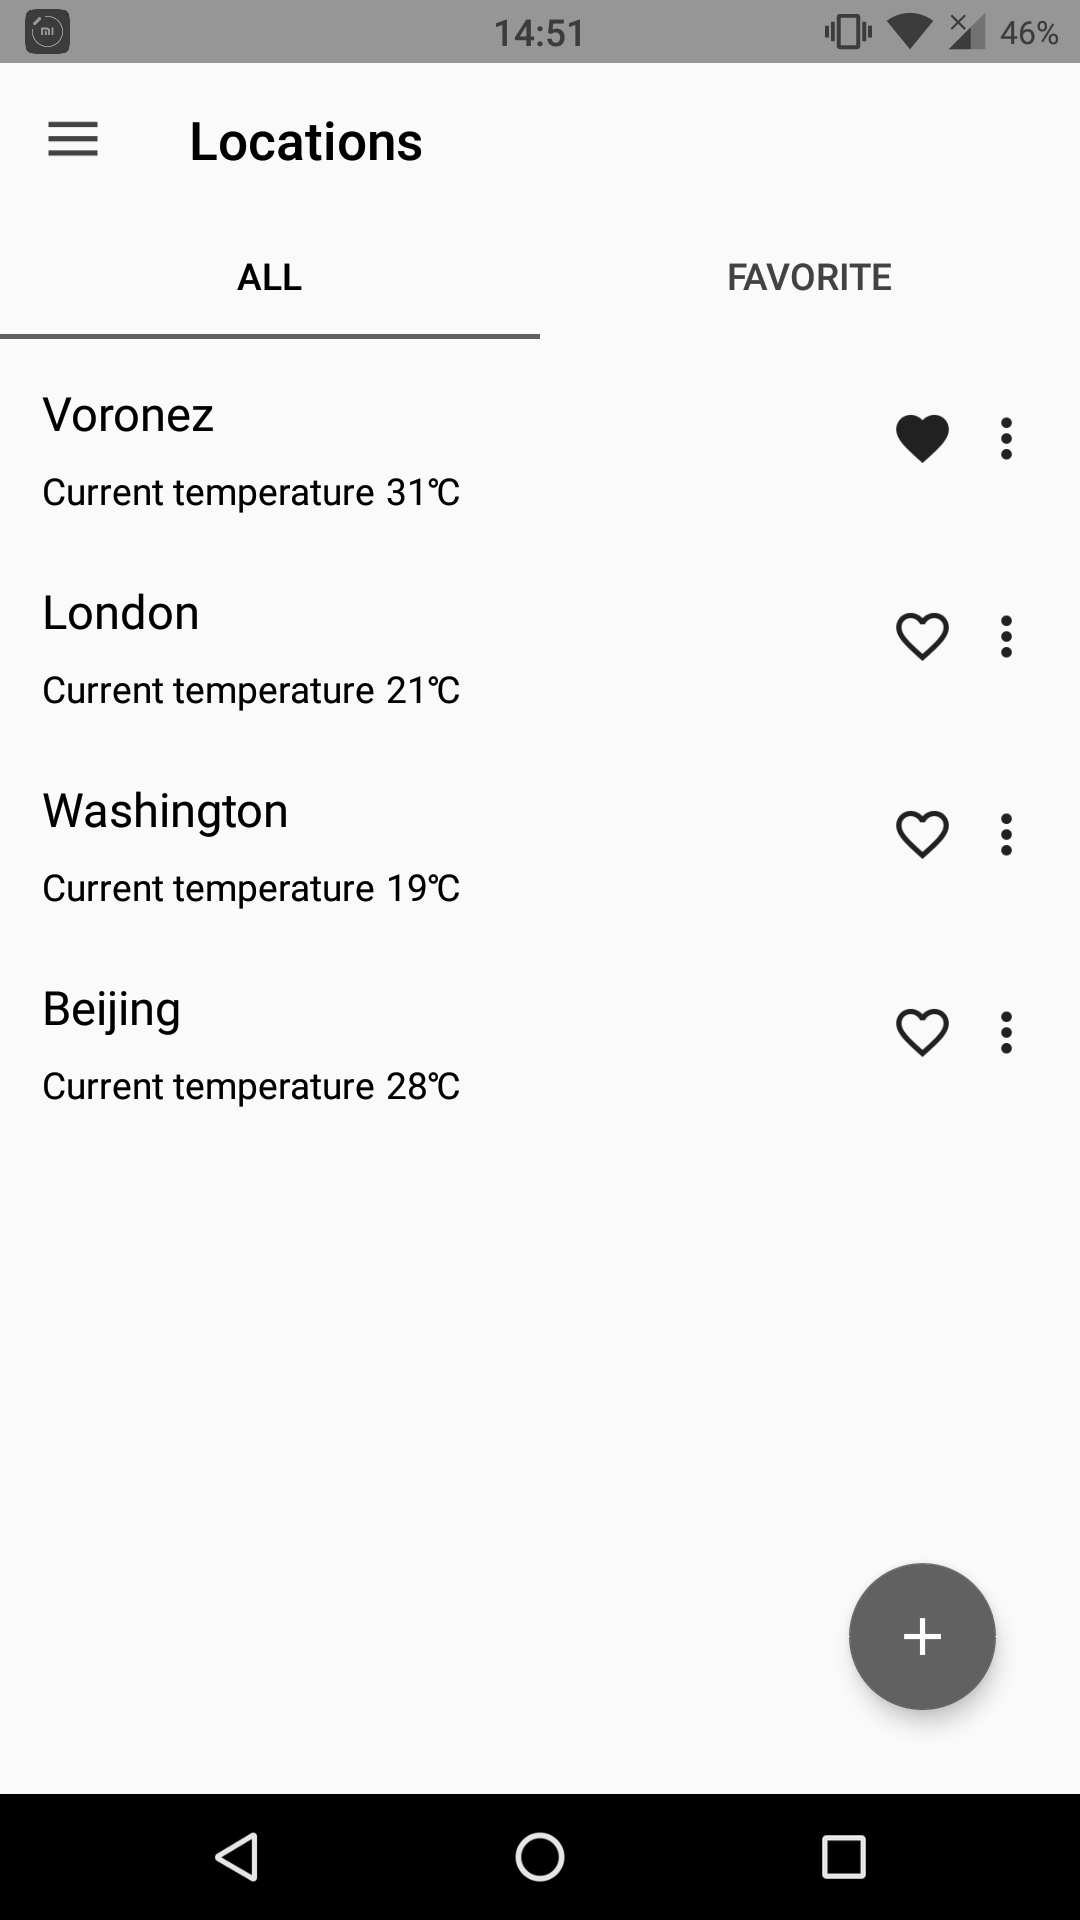 14:51
46%
Locations
ALL
FAVORITE
Voronez
Current temperature 31℃
London
Current temperature 21℃
Washington
Current temperature 19℃
Beijing
Current temperature 28℃